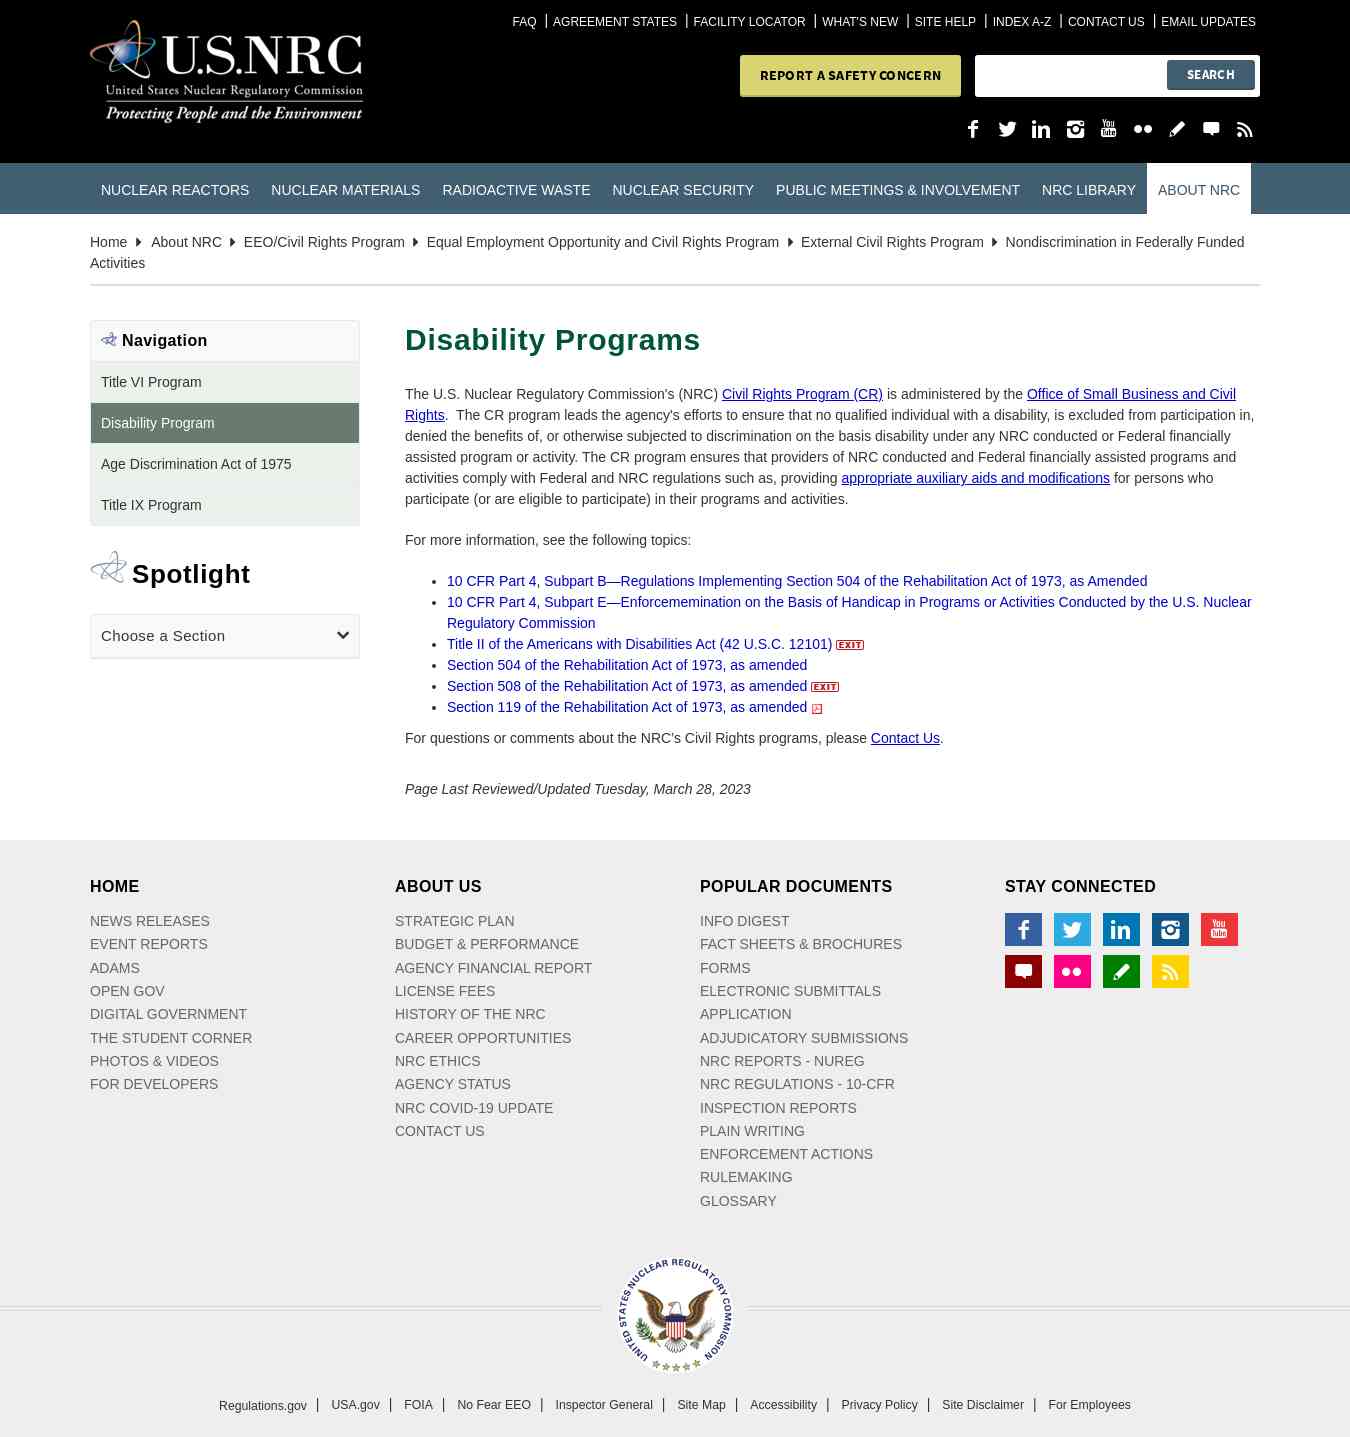 FAQ | AGREEMENT STATES | FACILITY LOCATOR | WHAT'S NEW | SITE HELP | INDEX A-Z | CONTACT US | EMAIL UPDATES
U.S.NRC
United States Nuclear Regulatory Commission
Protecting People and the Environment
REPORT A SAFETY CONCERN
SEARCH
You Tube
NUCLEAR REACTORS NUCLEAR MATERIALS RADIOACTIVE WASTE NUCLEAR SECURITY PUBLIC MEETINGS & INVOLVEMENT NRC LIBRARY ABOUT NRC
Home About NRC EEO/Civil Rights Program Equal Employment Opportunity and Civil Rights Program External Civil Rights Program Nondiscrimination in Federally Funded
Activities
Navigation
Title VI Program
Disability Program
Age Discrimination Act of 1975
Title IX Program
Spotlight
Choose a Section
Disability Programs
The U.S. Nuclear Regulatory Commission's (NRC) Civil Rights Program (CR) is administered by the Office of Small Business and Civil
Rights. The CR program leads the agency's efforts to ensure that no qualified individual with a disability, is excluded from participation in,
denied the benefits of, or otherwise subjected to discrimination on the basis disability under any NRC conducted or Federal financially
assisted program or activity. The CR program ensures that providers of NRC conducted and Federal financially assisted programs and
activities comply with Federal and NRC regulations such as, providing appropriate auxiliary aids and modifications for persons who
participate (or are eligible to participate) in their programs and activities.
For more information, see the following topics:
• 10 CFR Part 4, Subpart B—Regulations Implementing Section 504 of the Rehabilitation Act of 1973, as Amended
• 10 CFR Part 4, Subpart E—Enforcememination on the Basis of Handicap in Programs or Activities Conducted by the U.S. Nuclear
Regulatory Commission
• Title II of the Americans with Disabilities Act (42 U.S.C. 12101) EXIT
• Section 504 of the Rehabilitation Act of 1973, as amended
• Section 508 of the Rehabilitation Act of 1973, as amended EXIT
• Section 119 of the Rehabilitation Act of 1973, as amended
For questions or comments about the NRC's Civil Rights programs, please Contact Us.
Page Last Reviewed/Updated Tuesday, March 28, 2023
HOME
NEWS RELEASES
EVENT REPORTS
ADAMS
OPEN GOV
DIGITAL GOVERNMENT
THE STUDENT CORNER
PHOTOS & VIDEOS
FOR DEVELOPERS
ABOUT US
STRATEGIC PLAN
BUDGET & PERFORMANCE
AGENCY FINANCIAL REPORT
LICENSE FEES
HISTORY OF THE NRC
CAREER OPPORTUNITIES
NRC ETHICS
AGENCY STATUS
NRC COVID-19 UPDATE
CONTACT US
POPULAR DOCUMENTS
INFO DIGEST
FACT SHEETS & BROCHURES
FORMS
ELECTRONIC SUBMITTALS
APPLICATION
ADJUDICATORY SUBMISSIONS
NRC REPORTS - NUREG
NRC REGULATIONS - 10-CFR
INSPECTION REPORTS
PLAIN WRITING
ENFORCEMENT ACTIONS
RULEMAKING
GLOSSARY
STAY CONNECTED
You Tube
UNITED STATES NUCLEAR REGULATORY COMMISSION
Regulations.gov | USA.gov | FOIA | No Fear EEO | Inspector General | Site Map | Accessibility | Privacy Policy | Site Disclaimer | For Employees